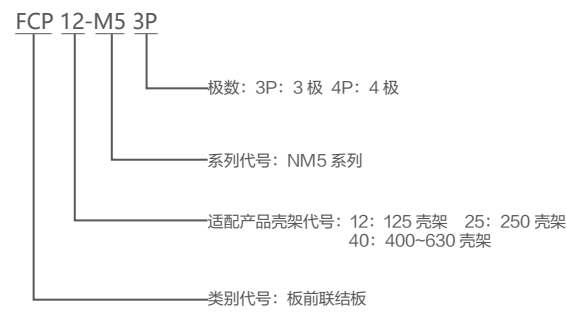 FCP 12-M5 3P
极数：3P：3 极 4P：4 极
系列代号：NM5 系列
适配产品壳架代号：12：125 壳架 25：250 壳架
40：400~630 壳架
类别代号：板前联结板